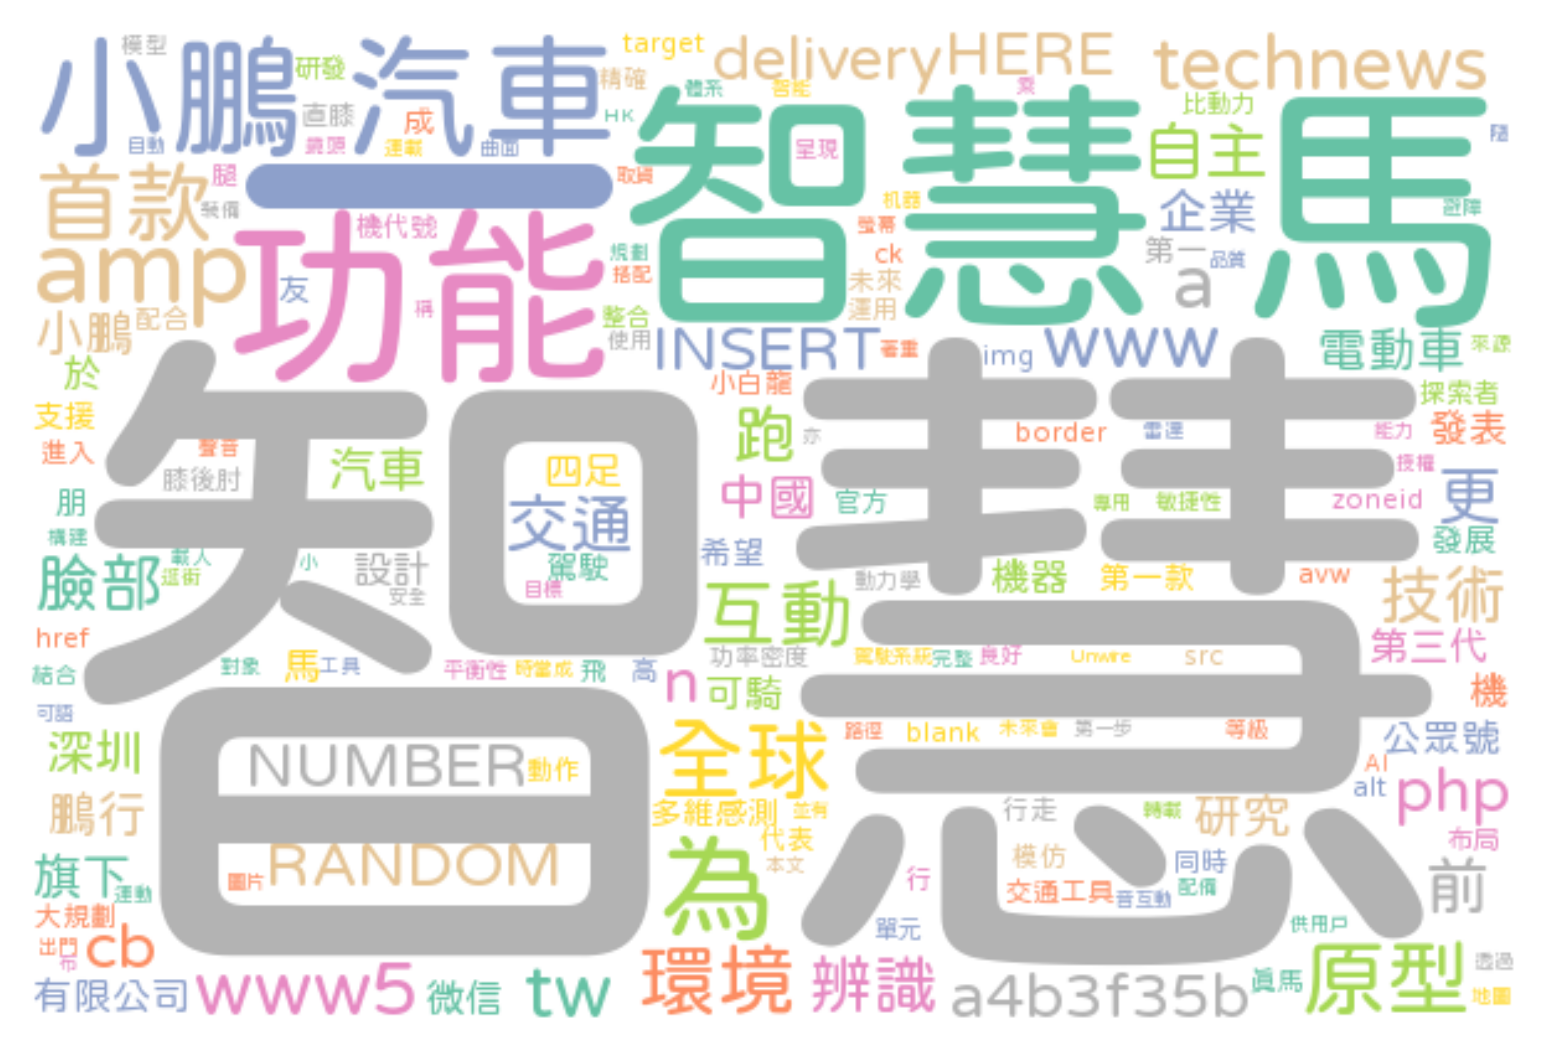 小鵬汽車
模型
研發
target
精確
deliveryHERE
technews
直膝
成
HK
體系
智能
索
比動力
自動
鏡頭
運載
曲面
智慧馬
呈現
自主
隨
首款
腿
裝備
一
取貨
机器
螢幕
企業
避障
amp
功能
機代號
規劃
搭配
ck
第一
品質
友
稱
未來
運用
a
小鵬
配合
整合
使用
INSERT
著重
img
www
電動車
來源
於
智慧
小白龍
探索者
支援
跑
亦
border
雷達
能力
發表
進入
聲音
汽車
四足
授權
膝後肘
中國
官方
專用
敏捷性
zoneid
更
朋
交通
構建
希望
發展
載人
小
設計
駕駛
臉部
逛街
目標
安全
動力學
機器
第一款
avw
技術
互動
href
功率密度
駕駛系統
完整
良好
Unwire
src
第三代
結合
對象
馬
工具
平衡性
時當成
飛
高
n
可騎
機
可語
路徑
blank
未來會
第一步
等級
公眾號
深圳
NUMBER
動作
全球
AI
alt
php
鵬行
多維感測
並有
行走
轉載
研究
代表
布局
旗下
運動
圖片
RANDOM
為
本文
模仿
同時
前
行
交通工具
音互動
配備
大規劃
出門
cb
單元
供用戶
有限公司
www5
微信
tw
環境
辨識
a4b3f35b
真馬
原型
透過
地圖